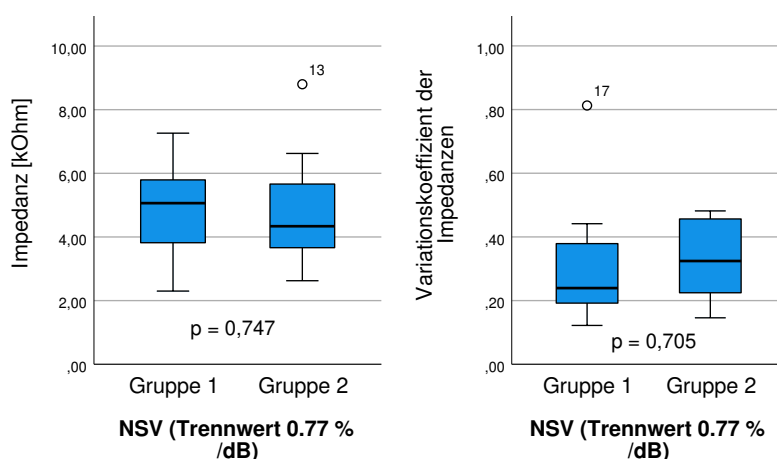 Impedanz [kOhm]
10,00
8,00
6,00
4,00
2,00
,00
13
p = 0,747
Gruppe 1
Gruppe 2
NSV (Trennwert 0.77 %
/dB)
Variationskoeffizient der
Impedanzen
1,00
,80
,60
,40
,20
,00
17
p = 0,705
Gruppe 1
Gruppe 2
NSV (Trennwert 0.77 %
/dB)